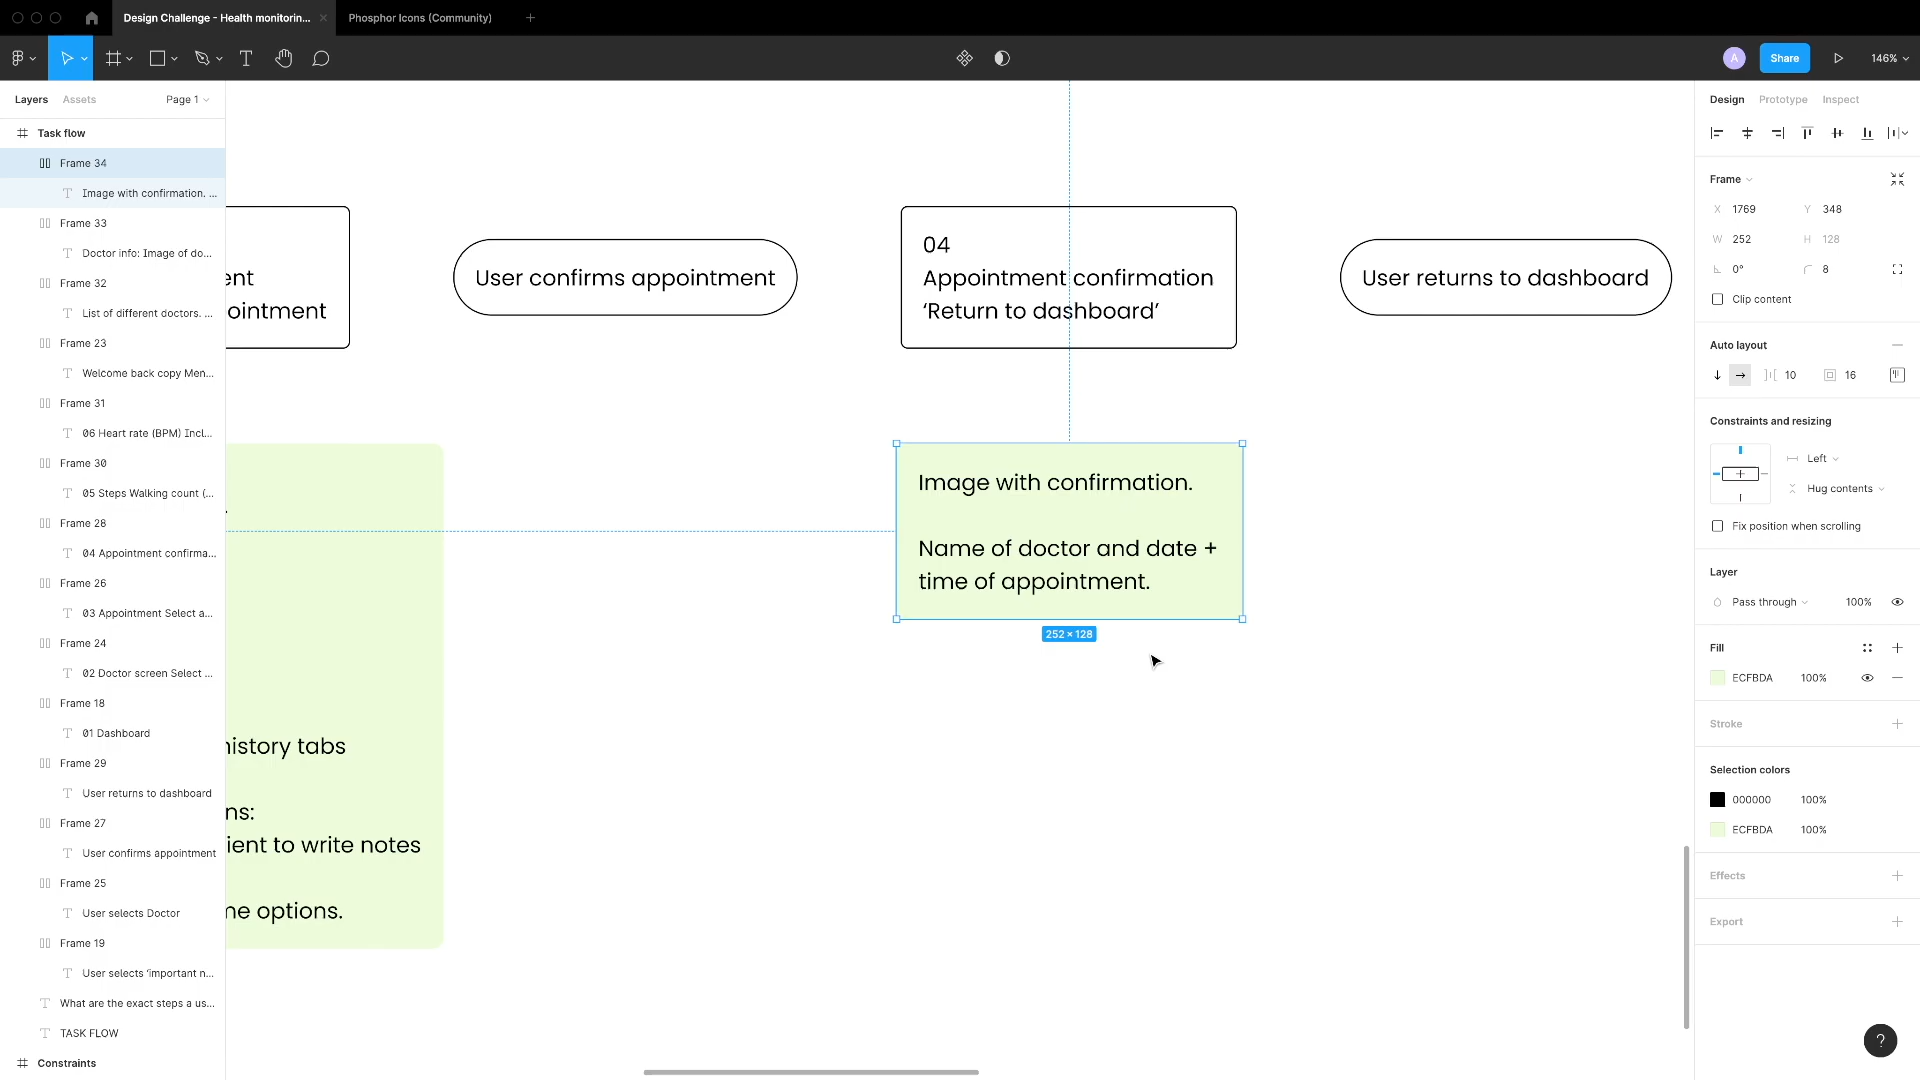 Design Challenge - Health monitorin...
Phosphor Icons (Community)
A
Share
146%
Layers
Assets
Page 1
Task flow
Frame 34
Image with confirmation. ...
Frame 33
Doctor info: Image of do...
Frame 32
List of different doctors. ...
Frame 23
Welcome back copy Men...
Frame 31
06 Heart rate (BPM) Incl...
Frame 30
05 Steps Walking count (...
Frame 28
04 Appointment confirma...
Frame 26
03 Appointment Select a...
Frame 24
02 Doctor screen Select ...
Frame 18
01 Dashboard
Frame 29
User returns to dashboard
Frame 27
User confirms appointment
Frame 25
User selects Doctor
Frame 19
User selects ‘important n...
What are the exact steps a us...
TASK FLOW
Constraints
ent
ointment
User confirms appointment
04
Appointment confirmation
‘Return to dashboard’
User returns to dashboard
.
history tabs
ns:
ient to write notes
me options.
Image with confirmation.
Name of doctor and date +
time of appointment.
252 × 128
Design
Prototype
Inspect
Frame
X 1769
Y 348
W 252
H 128
0°
8
Clip content
Auto layout
10
16
Constraints and resizing
Left
Hug contents
Fix position when scrolling
Layer
Pass through
100%
Fill
ECFBDA
100%
Stroke
Selection colors
000000
100%
ECFBDA
100%
Effects
Export
?